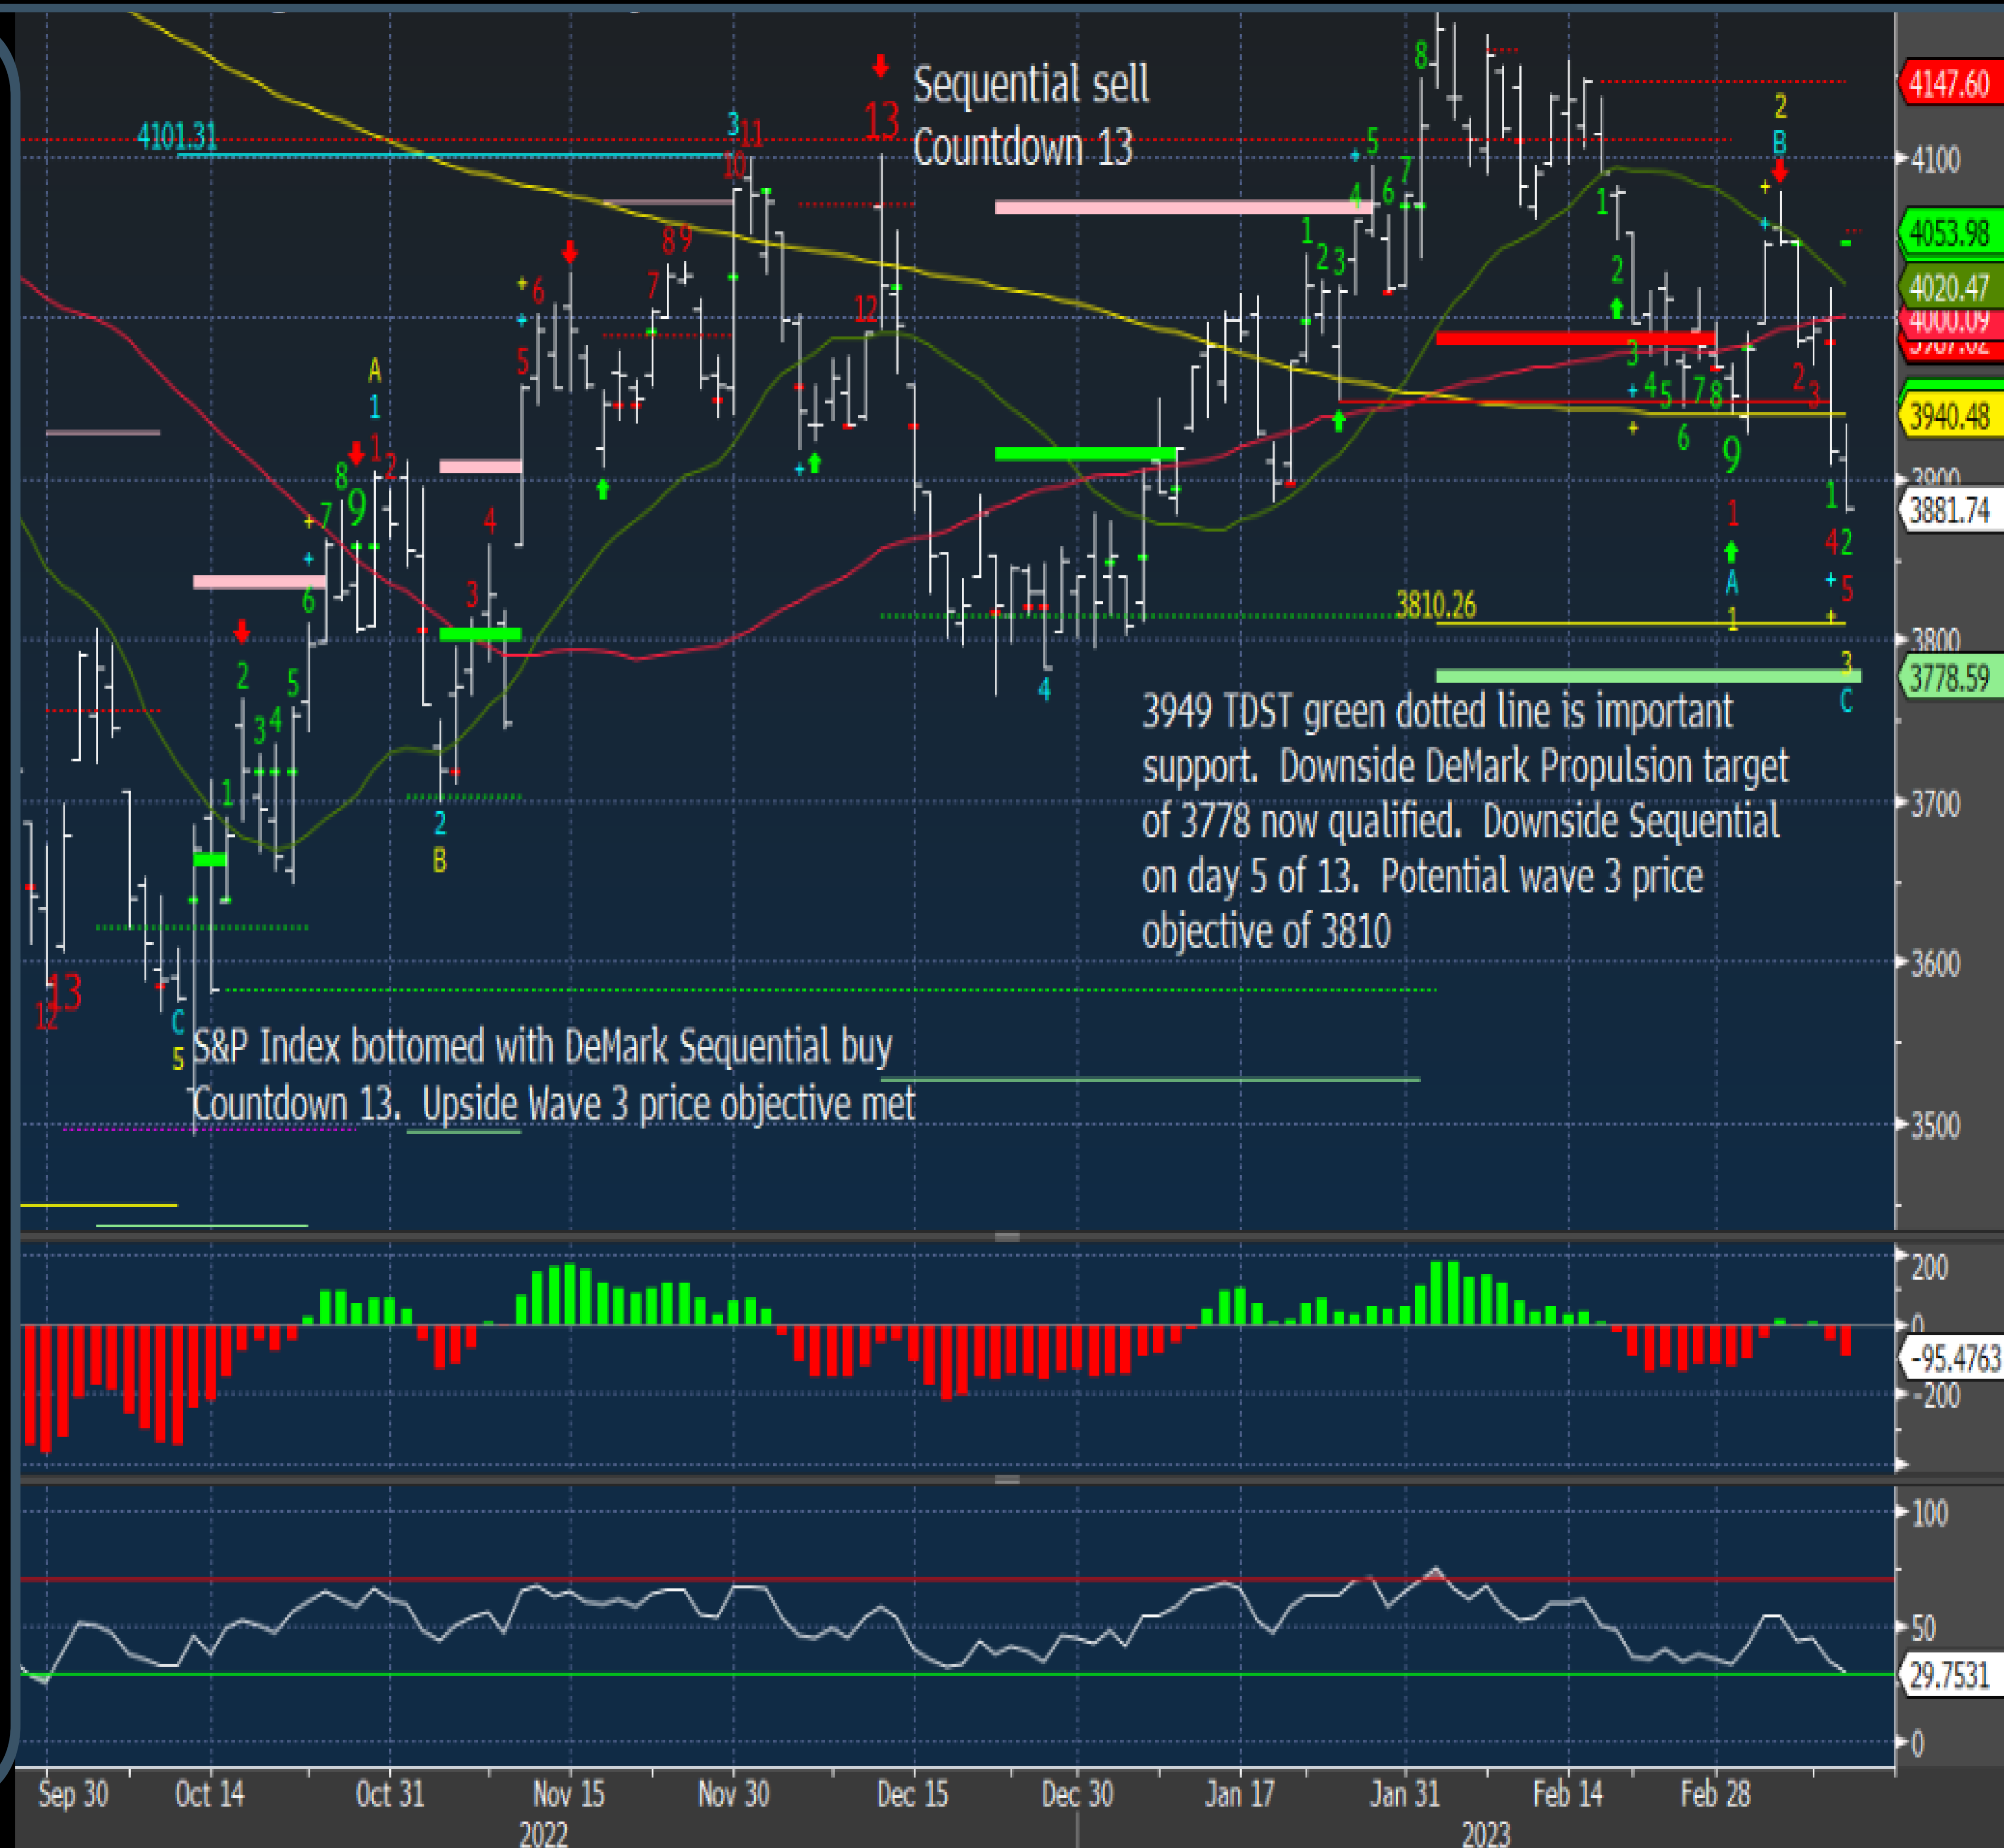 4101.31
Sequential sell
Countdown 13
3810.26
3949 TDST green dotted line is important
support. Downside DeMark Propulsion target
of 3778 now qualified. Downside Sequential
on day 5 of 13. Potential wave 3 price
objective of 3810
S&P Index bottomed with DeMark Sequential buy
Countdown 13. Upside Wave 3 price objective met
4147.60
4100
4053.98
4020.47
4000.09
3940.48
3900
3881.74
3800
3778.59
3700
3600
3500
200
0
-95.4763
-200
100
50
29.7531
0
Sep 30 Oct 14 Oct 31 Nov 15 Nov 30 Dec 15 Dec 30 Jan 17 Jan 31 Feb 14 Feb 28
2022 2023